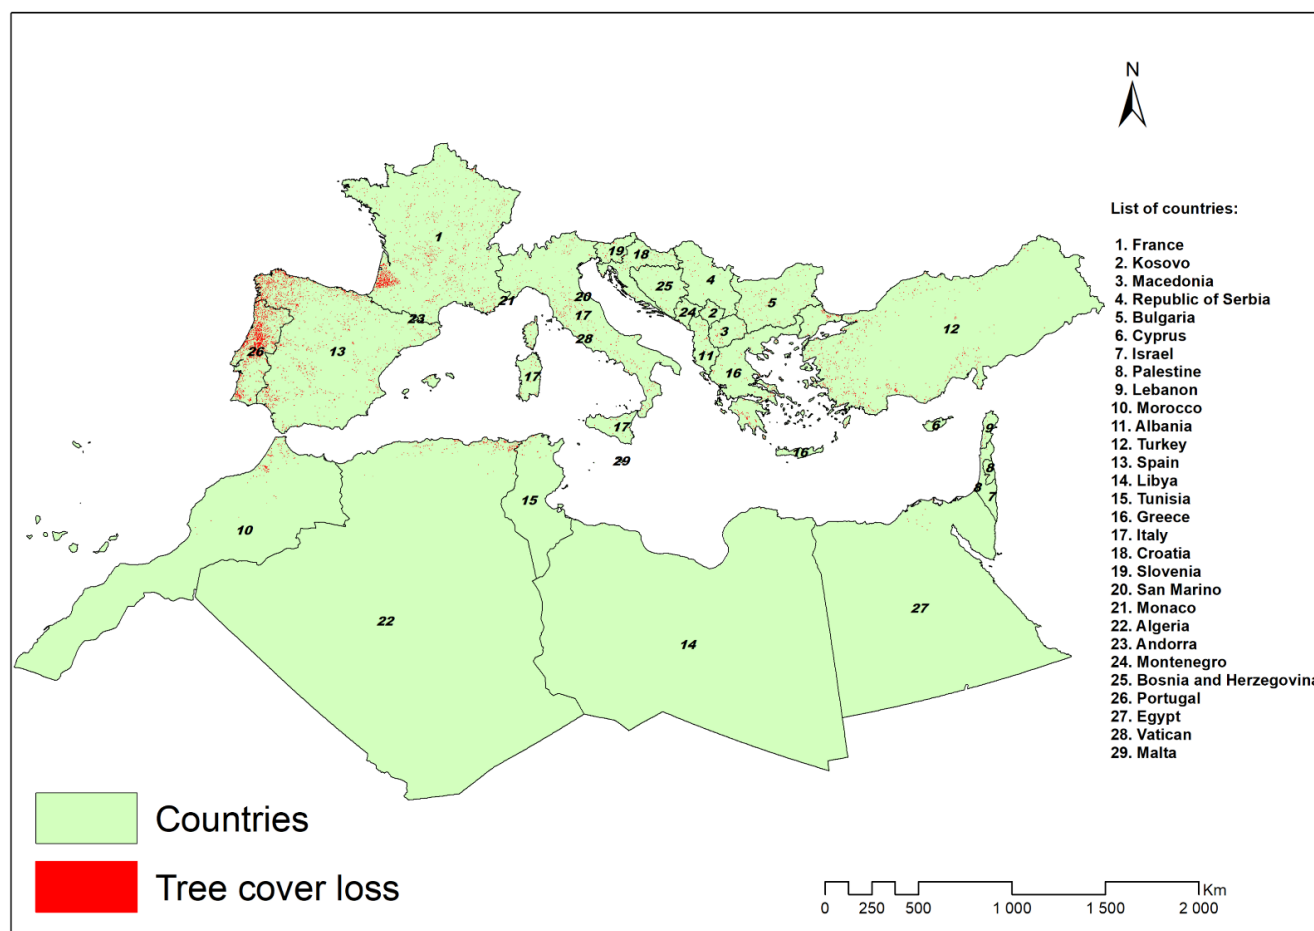 N
List of countries:
1. France
2. Kosovo
3. Macedonia
4. Republic of Serbia
5. Bulgaria
6. Cyprus
7. Israel
8. Palestine
9. Lebanon
10. Morocco
11. Albania
12. Turkey
13. Spain
14. Libya
15. Tunisia
16. Greece
17. Italy
18. Croatia
19. Slovenia
20. San Marino
21. Monaco
22. Algeria
23. Andorra
24. Montenegro
25. Bosnia and Herzegovina
26. Portugal
27. Egypt
28. Vatican
29. Malta
1
19
18
4
25
21
20
5
24
2
17
23
12
3
28
13
26
11
16
17
6
17
9
16
29
8
8
7
15
10
27
22
14
Countries
Tree cover loss
Km
0 250 500 1 000 1 500 2 000